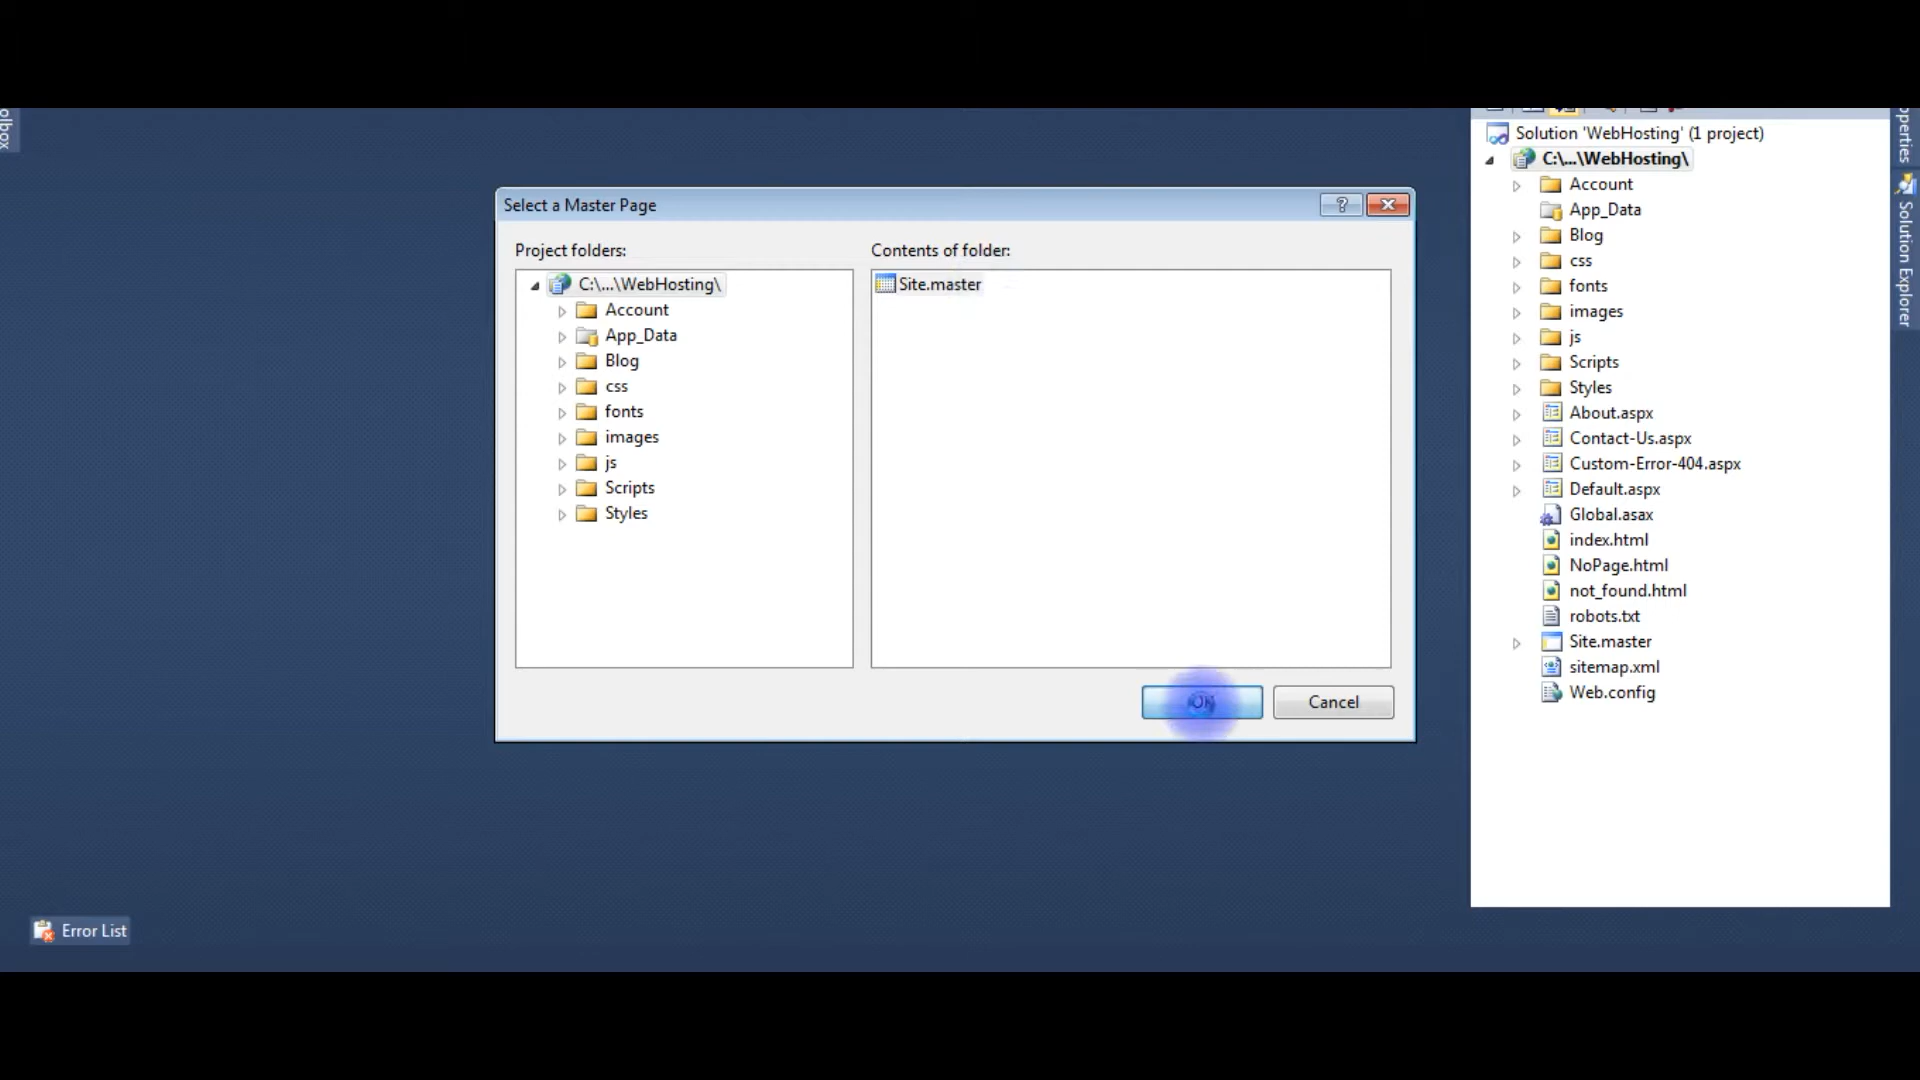 Select a Master Page
Project folders:
C:\...\WebHosting\
Account
App_Data
Blog
css
fonts
images
js
Scripts
Styles
Contents of folder:
Site.master
OK
Cancel
Solution 'WebHosting' (1 project)
C:\...\WebHosting\
Account
App_Data
Blog
css
fonts
images
js
Scripts
Styles
About.aspx
Contact-Us.aspx
Custom-Error-404.aspx
Default.aspx
Global.asax
index.html
NoPage.html
not_found.html
robots.txt
Site.master
sitemap.xml
Web.config
Solution Explorer
Error List